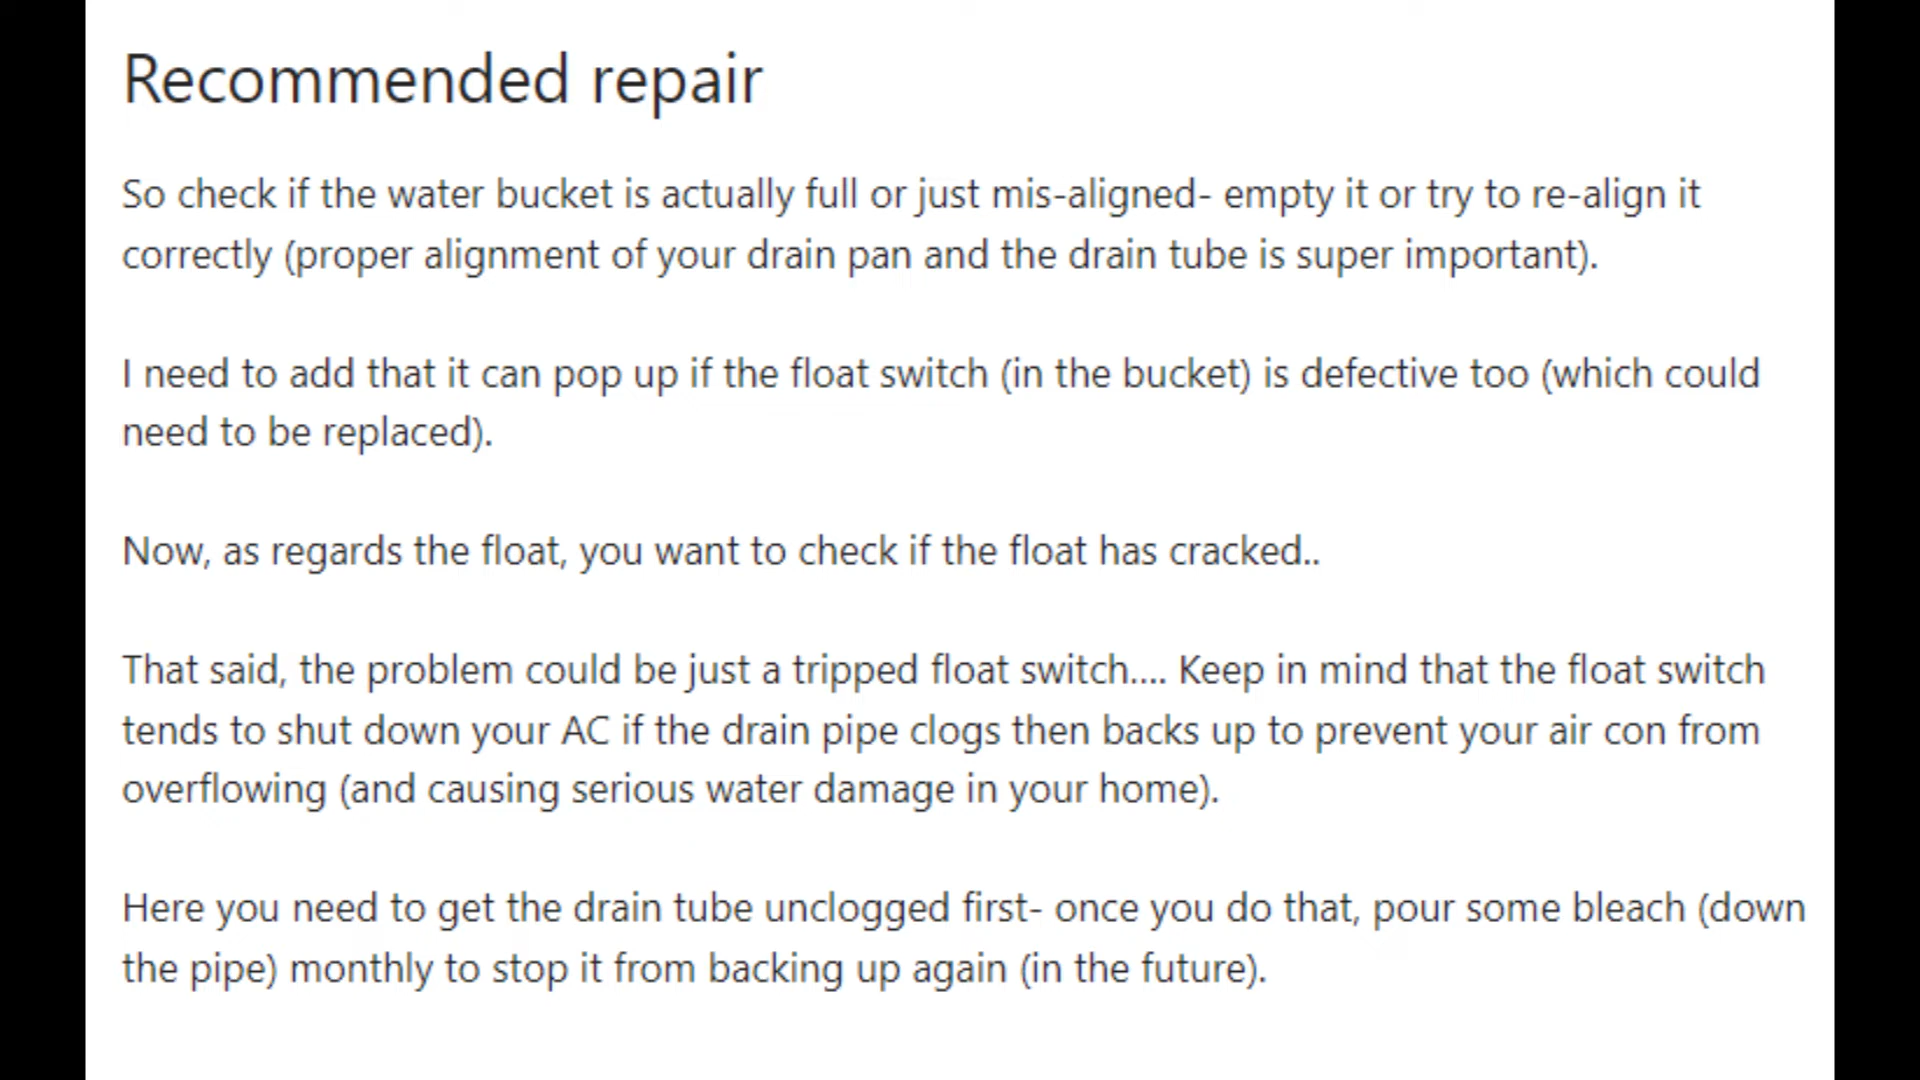 Recommended repair
So check if the water bucket is actually full or just mis-aligned- empty it or try to re-align it
correctly (proper alignment of your drain pan and the drain tube is super important).
I need to add that it can pop up if the float switch (in the bucket) is defective too (which could
need to be replaced).
Now, as regards the float, you want to check if the float has cracked..
That said, the problem could be just a tripped float switch.... Keep in mind that the float switch
tends to shut down your AC if the drain pipe clogs then backs up to prevent your air con from
overflowing (and causing serious water damage in your home).
Here you need to get the drain tube unclogged first- once you do that, pour some bleach (down
the pipe) monthly to stop it from backing up again (in the future).